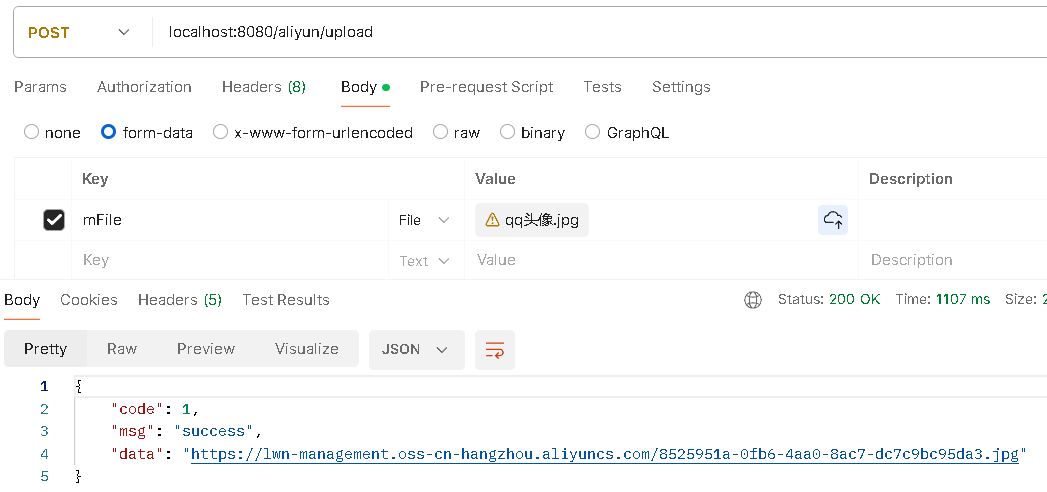 POST localhost:8080/aliyun/upload
Params Authorization Headers (8) Body Pre-request Script Tests Settings
none form-data x-www-form-urlencoded raw binary GraphQL
Key Value Description
mFile File qq头像.jpg
Key Text Value Description
Body Cookies Headers (5) Test Results Status: 200 OK Time: 1107 ms Size:
Pretty Raw Preview Visualize JSON
1 {
2 "code": 1,
3 "msg": "success",
4 "data": "https://lwn-management.oss-cn-hangzhou.aliyuncs.com/8525951a-0fb6-4aa0-8ac7-dc7c9bc95da3.jpg"
5 }